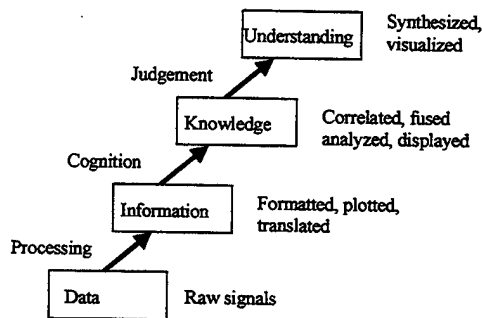 Understanding
Synthesized,
visualized
Judgement
Knowledge
Correlated, fused
analyzed, displayed
Cognition
Information
Formatted, plotted,
translated
Processing
Data
Raw signals